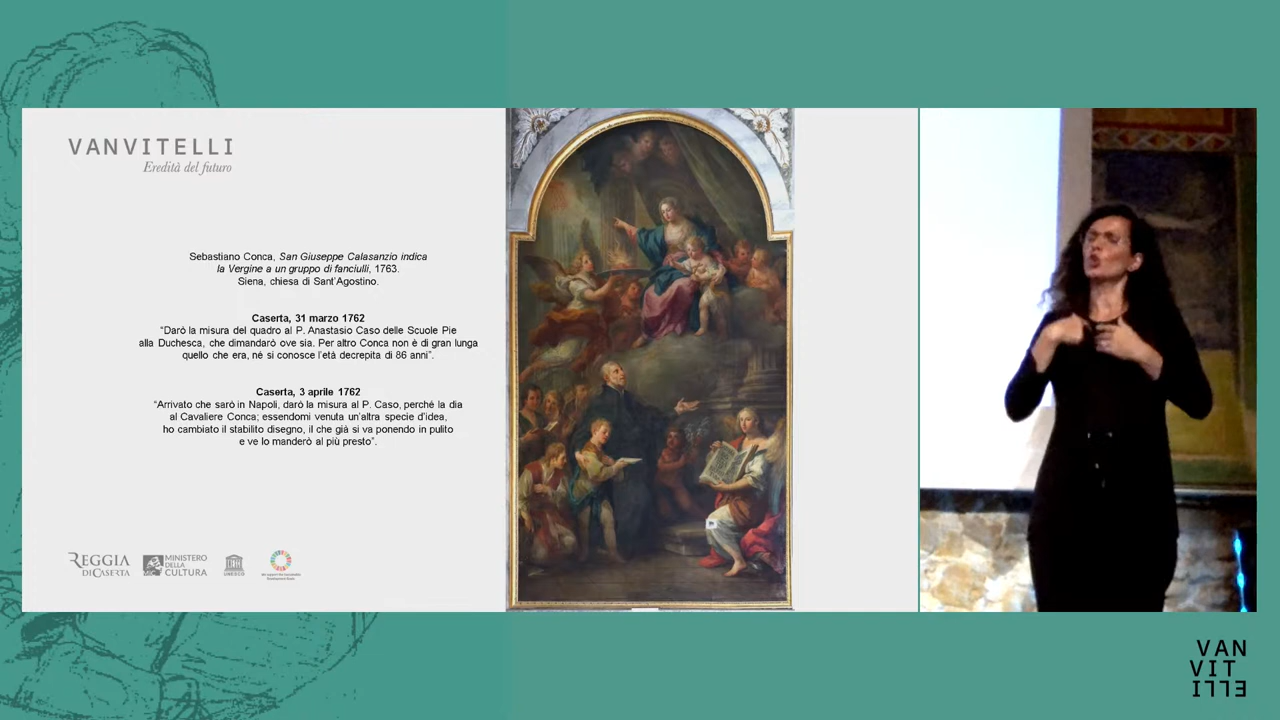 VANVITELLI
Eredità del futuro
Sebastiano Conca, San Giuseppe Calasanzio indica
la Vergine a un gruppo di fanciulli, 1763.
Siena, chiesa di Sant’Agostino.
Caserta, 31 marzo 1762
“Darò la misura del quadro al P. Anastasio Caso delle Scuole Pie
alla Duchesca, che dimandarò ove sia. Per altro Conca non è di gran lunga
quello che era, né si conosce l’età decrepita di 86 anni”.
Caserta, 3 aprile 1762
“Arrivato che sarò in Napoli, darò la misura al P. Caso, perché la dia
al Cavaliere Conca; essendomi venuta un’altra specie d’idea,
ho cambiato il stabilito disegno, il che già si va ponendo in pulito
e ve lo manderò al più presto”.
REGGIA
DI CASERTA
MiC
MINISTERO
DELLA
CULTURA
UNESCO
VAN
VIT
ELLI